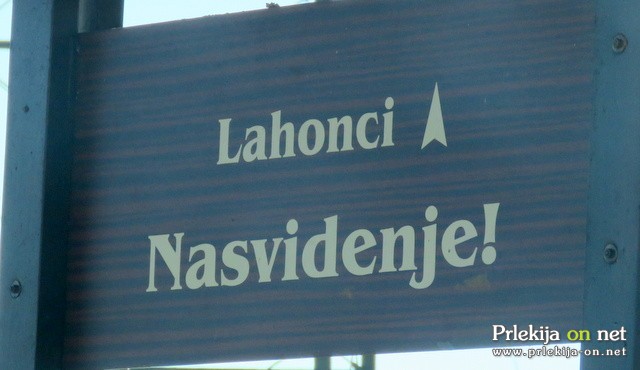 Lahonci
Nasvidenje!
Prlekija on net
www.prlekija-on.net